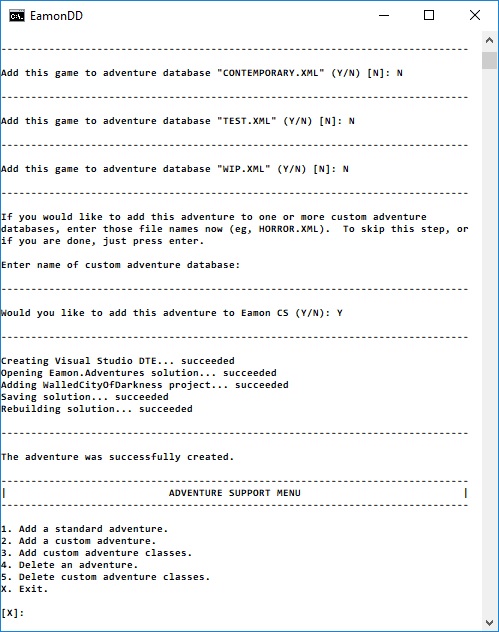 EamonDD
------------------------------------------------------------------------------
Add this game to adventure database "CONTEMPORARY.XML" (Y/N) [N]: N
------------------------------------------------------------------------------
Add this game to adventure database "TEST.XML" (Y/N) [N]: N
------------------------------------------------------------------------------
Add this game to adventure database "WIP.XML" (Y/N) [N]: N
------------------------------------------------------------------------------
If you would like to add this adventure to one or more custom adventure
databases, enter those file names now (eg, HORROR.XML).  To skip this step, or
if you are done, just press enter.
Enter name of custom adventure database:
------------------------------------------------------------------------------
Would you like to add this adventure to Eamon CS (Y/N): Y
------------------------------------------------------------------------------
Creating Visual Studio DTE... succeeded
Opening Eamon.Adventures solution... succeeded
Adding WalledCityOfDarkness project... succeeded
Saving solution... succeeded
Rebuilding solution... succeeded
------------------------------------------------------------------------------
The adventure was successfully created.
------------------------------------------------------------------------------
|                           ADVENTURE SUPPORT MENU                           |
------------------------------------------------------------------------------
1. Add a standard adventure.
2. Add a custom adventure.
3. Add custom adventure classes.
4. Delete an adventure.
5. Delete custom adventure classes.
X. Exit.
[X]: